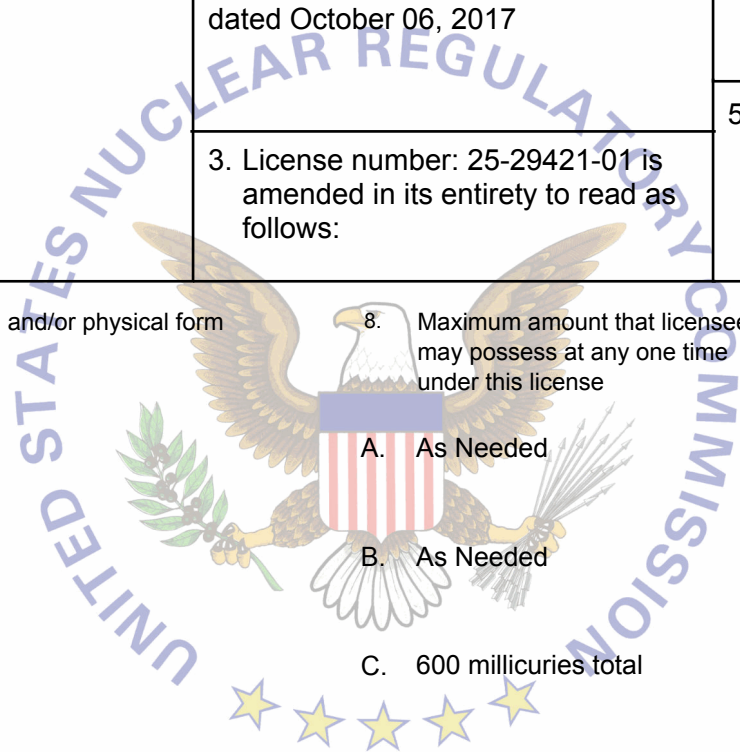 dated October 06, 2017
5
3. License number: 25-29421-01 is
amended in its entirety to read as
follows:
and/or physical form
8. Maximum amount that licensee
may possess at any one time
under this license
A. As Needed
B. As Needed
C. 600 millicuries total
UNITED STATES NUCLEAR REGULATORY COMMISSION